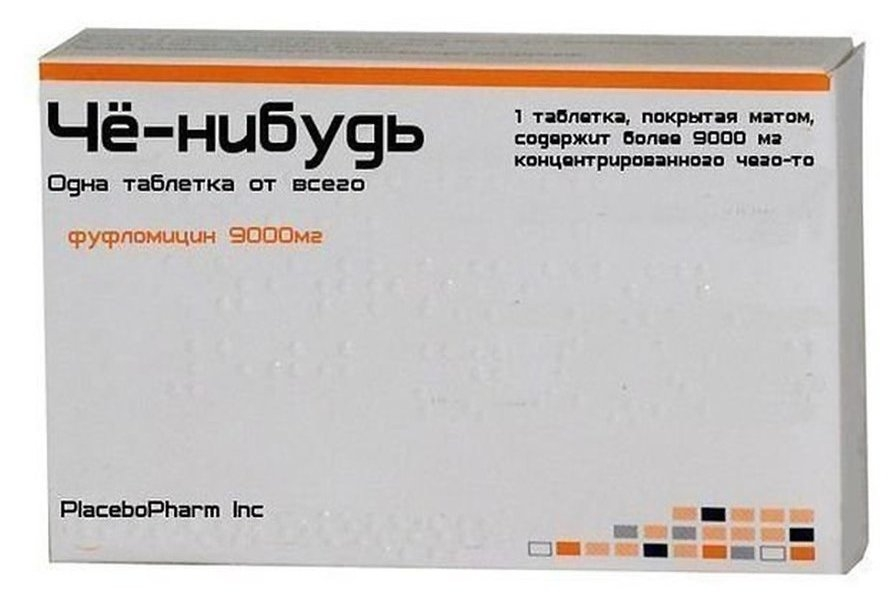 Чё-нибудь
Одна таблетка от всего
фуфломицин 9000мг
1 таблетка, покрытая матом,
содержит более 9000 мг
концентрированного чего-то
PlaceboPharm Inc